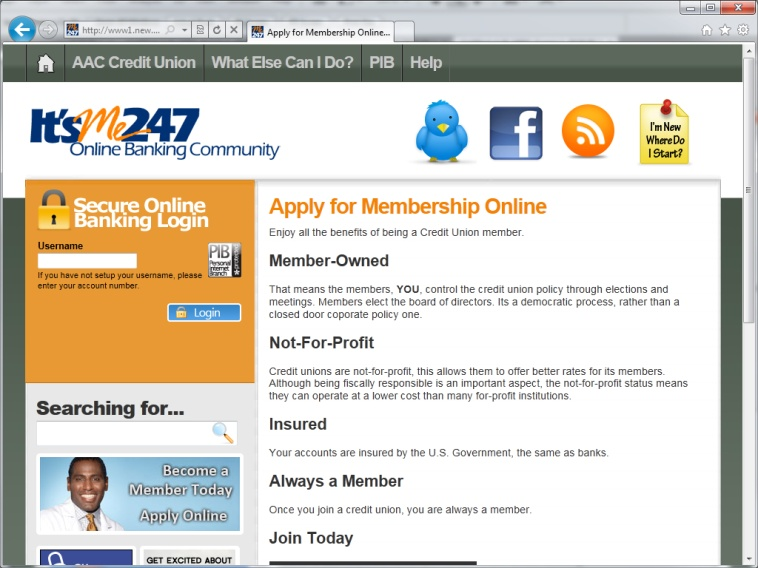 http://www1.new....
Apply for Membership Online...
AAC Credit Union
What Else Can I Do?
PIB
Help
It'sMe247
Online Banking Community
I'm New
Where Do
I Start?
Secure Online
Banking Login
Username
PIB
Personal
Internet
Branch
If you have not setup your username, please
enter your account number.
Login
Searching for...
Become a
Member Today
Apply Online
GET EXCITED ABOUT
Apply for Membership Online
Enjoy all the benefits of being a Credit Union member.
Member-Owned
That means the members, YOU, control the credit union policy through elections and
meetings. Members elect the board of directors. Its a democratic process, rather than a
closed door coporate policy one.
Not-For-Profit
Credit unions are not-for-profit, this allows them to offer better rates for its members.
Although being fiscally responsible is an important aspect, the not-for-profit status means
they can operate at a lower cost than many for-profit institutions.
Insured
Your accounts are insured by the U.S. Government, the same as banks.
Always a Member
Once you join a credit union, you are always a member.
Join Today